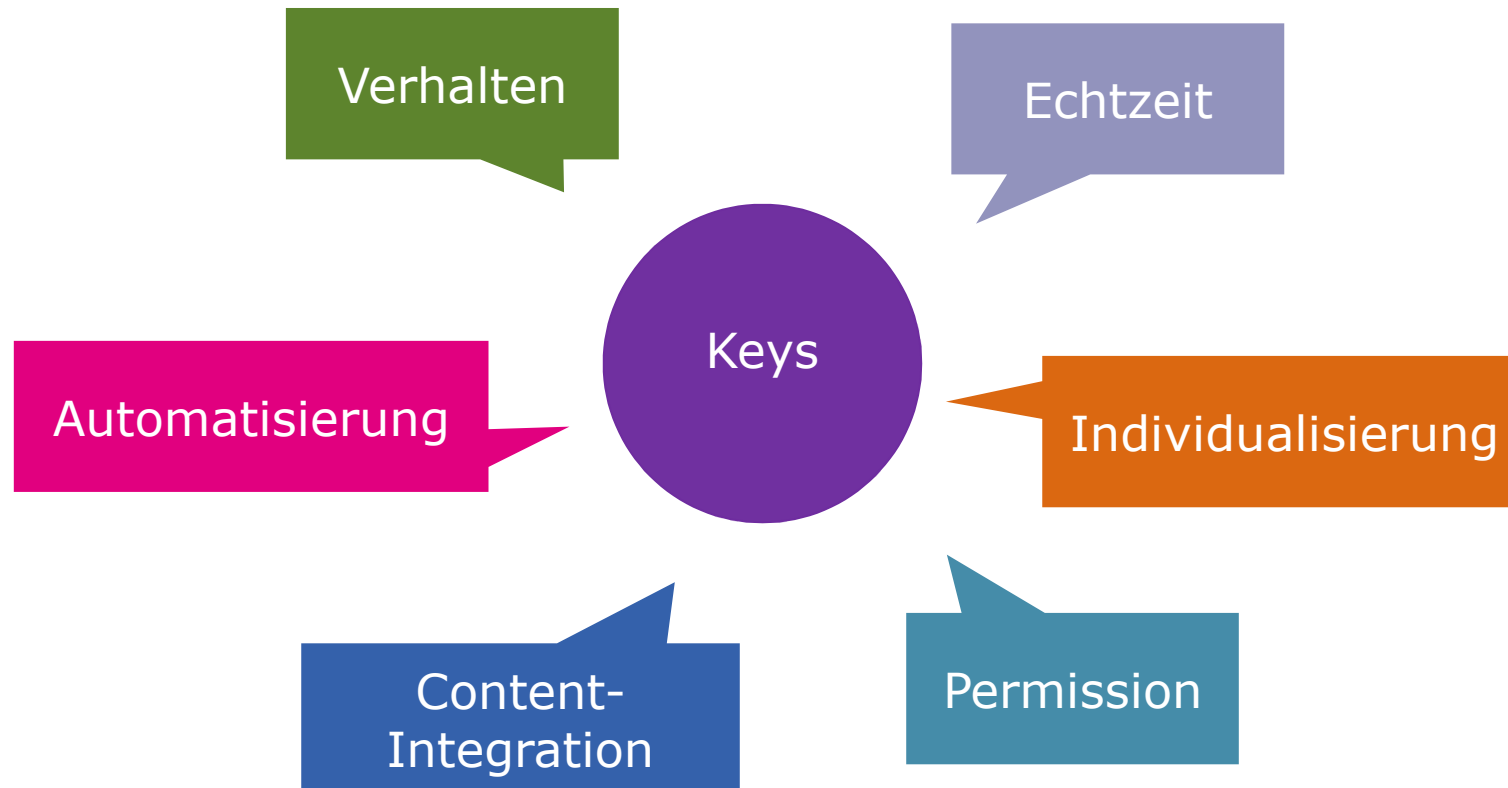 Verhalten
Echtzeit
Keys
Automatisierung
Individualisierung
Content-
Integration
Permission